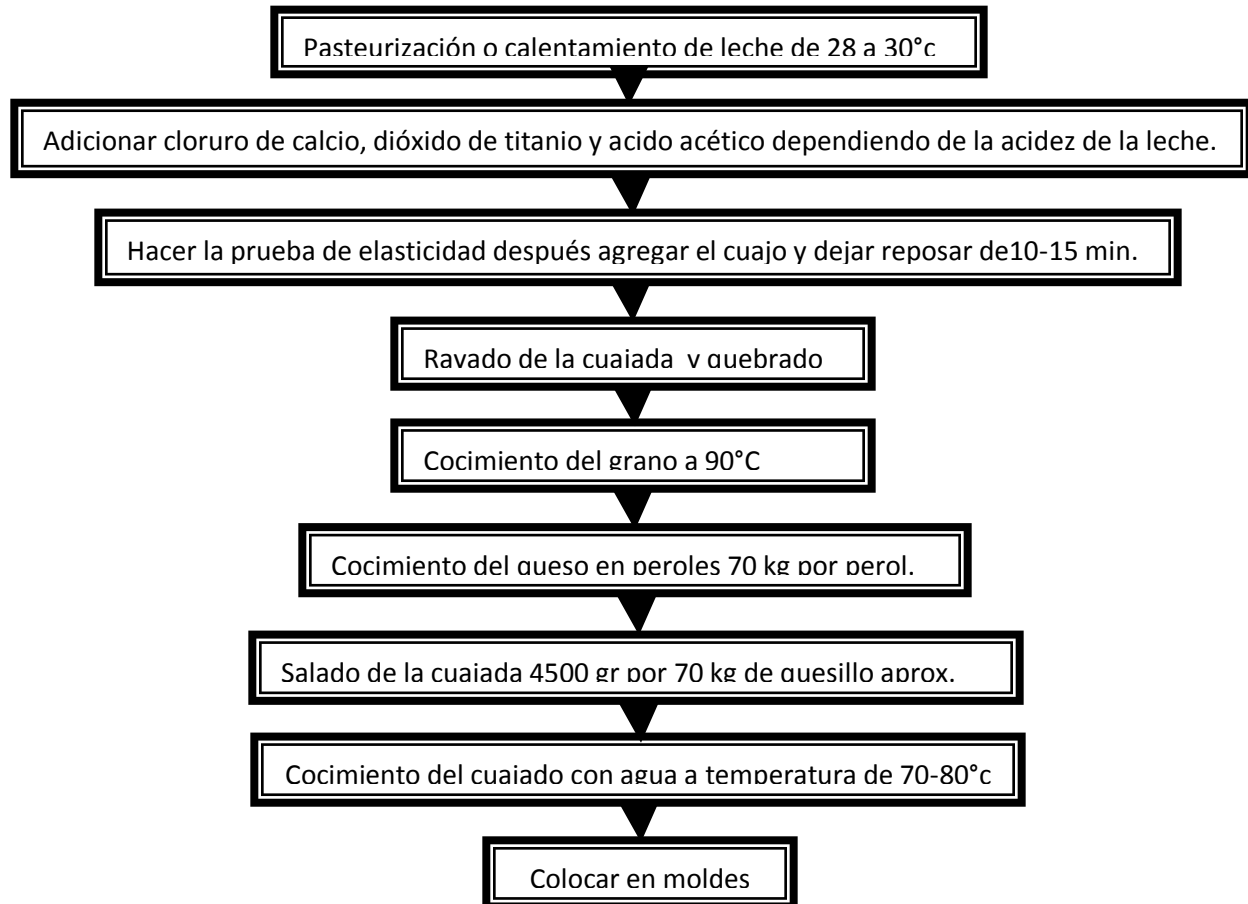 Pasteurización o calentamiento de leche de 28 a 30°c
Adicionar cloruro de calcio, dióxido de titanio y acido acético dependiendo de la acidez de la leche.
Hacer la prueba de elasticidad después agregar el cuajo y dejar reposar de10-15 min.
Rayado de la cuajada y quebrado
Cocimiento del grano a 90°C
Cocimiento del queso en peroles 70 kg por perol.
Salado de la cuajada 4500 gr por 70 kg de quesillo aprox.
Cocimiento del cuajado con agua a temperatura de 70-80°c
Colocar en moldes